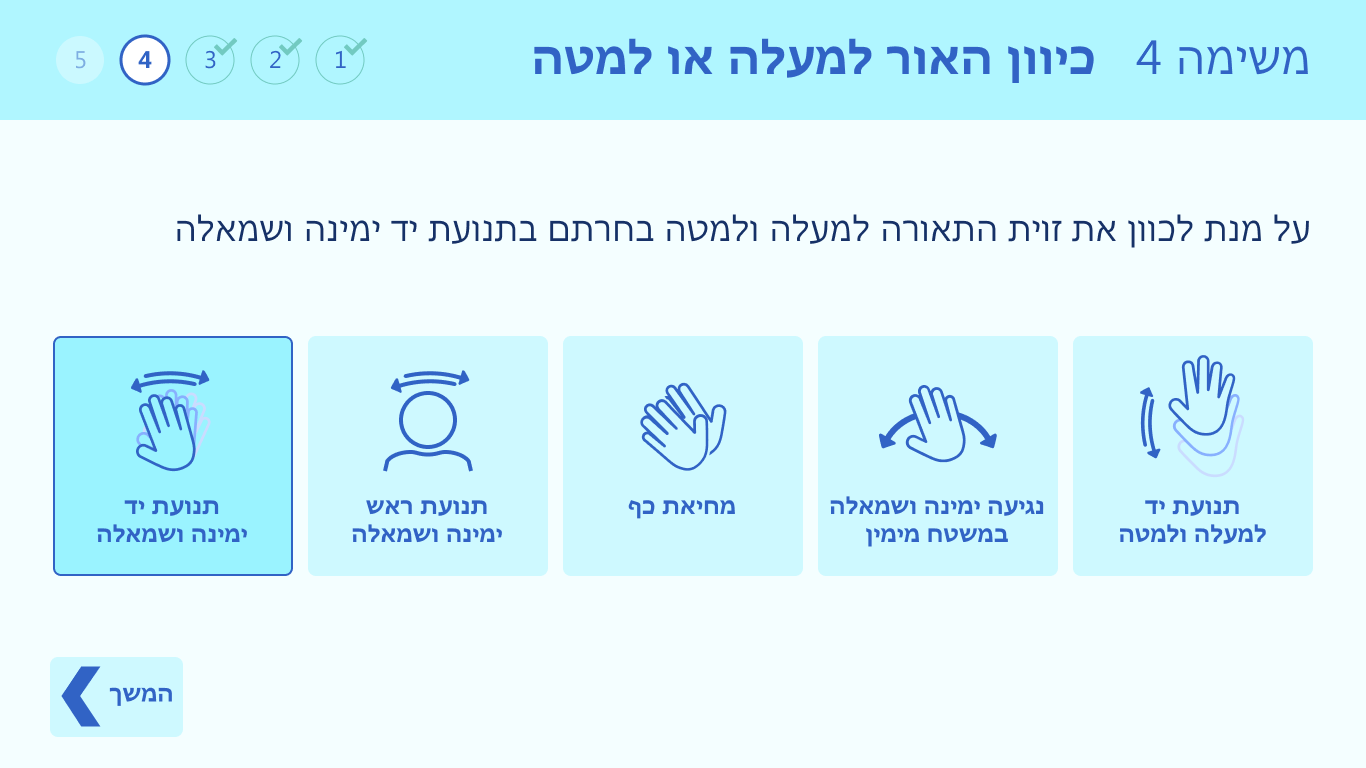 משימה 4 כיוון האור למעלה או למטה
1 2 3 4 5
על מנת לכוון את זוית התאורה למעלה ולמטה בחרתם בתנועת יד ימינה ושמאלה
תנועת יד
למעלה ולמטה
נגיעה ימינה ושמאלה
במשטח מימין
מחיאת כף
תנועת ראש
ימינה ושמאלה
תנועת יד
ימינה ושמאלה
המשך